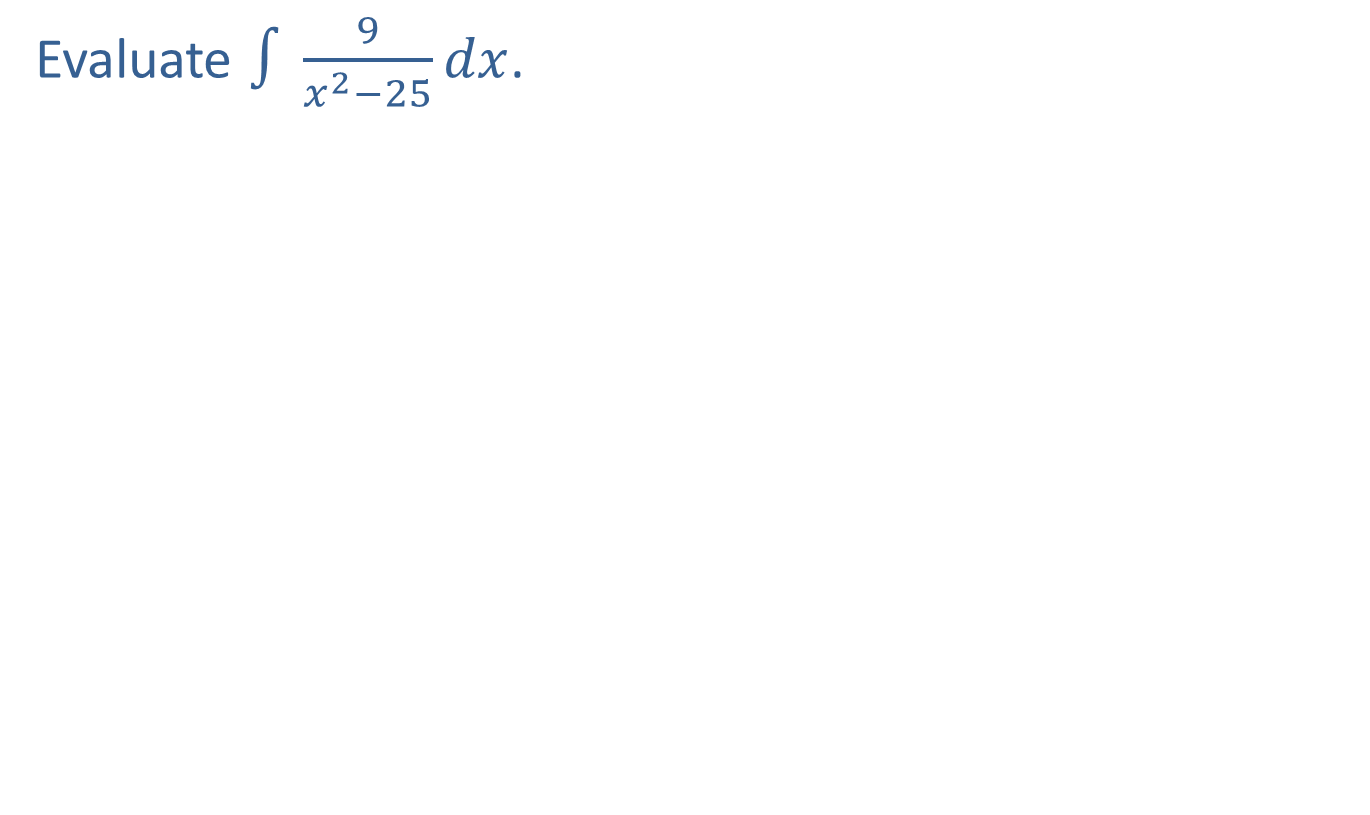 Evaluate ∫ 9/(x²−25) dx.